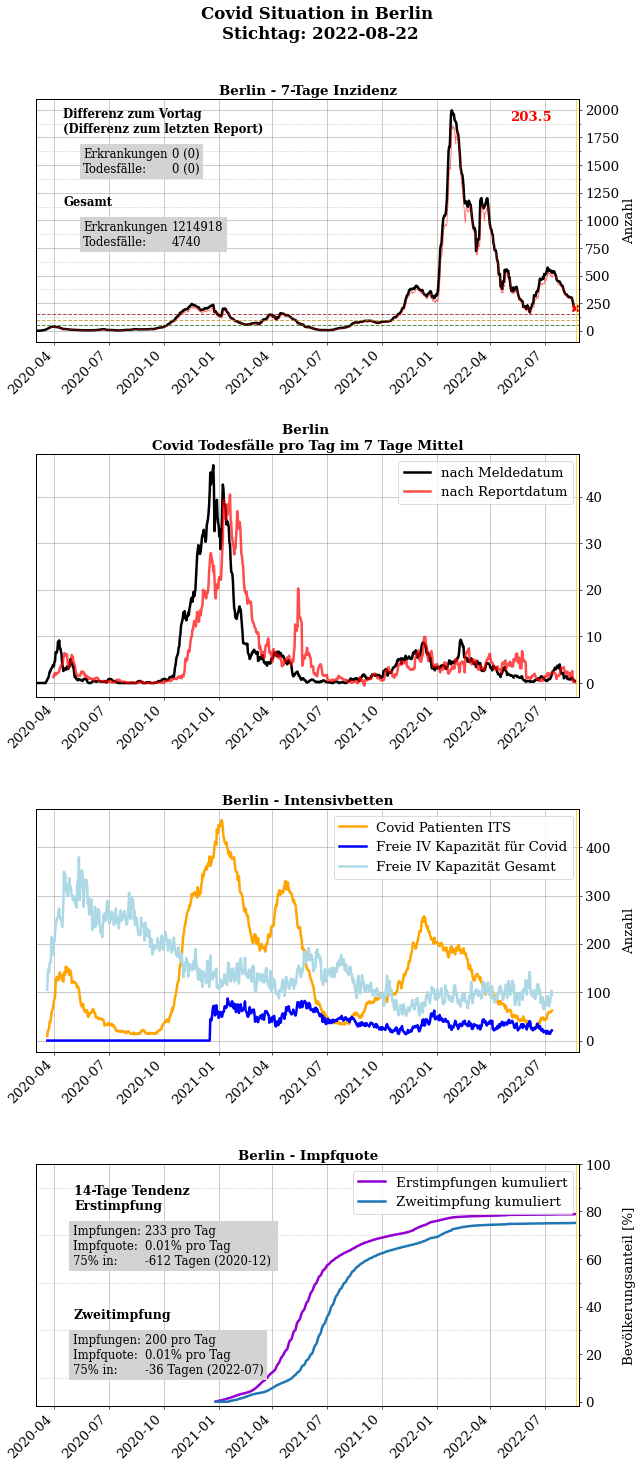 Covid Situation in Berlin
Stichtag: 2022-08-22
Berlin - 7-Tage Inzidenz
Differenz zum Vortag
(Differenz zum letzten Report)
Erkrankungen 0 (0)
Todesfälle: 0 (0)
Gesamt
Erkrankungen 1214918
Todesfälle: 4740
203.5
2000
1750
1500
1250
1000
750
500
250
0
Anzahl
2020-04 2020-07 2020-10 2021-01 2021-04 2021-07 2021-10 2022-01 2022-04 2022-07
Berlin
Covid Todesfälle pro Tag im 7 Tage Mittel
nach Meldedatum
nach Reportdatum
40
30
20
10
0
2020-04 2020-07 2020-10 2021-01 2021-04 2021-07 2021-10 2022-01 2022-04 2022-07
Berlin - Intensivbetten
Covid Patienten ITS
Freie IV Kapazität für Covid
Freie IV Kapazität Gesamt
400
300
200
100
0
Anzahl
2020-04 2020-07 2020-10 2021-01 2021-04 2021-07 2021-10 2022-01 2022-04 2022-07
Berlin - Impfquote
14-Tage Tendenz
Erstimpfung
Impfungen: 233 pro Tag
Impfquote: 0.01% pro Tag
75% in: -612 Tagen (2020-12)
Zweitimpfung
Impfungen: 200 pro Tag
Impfquote: 0.01% pro Tag
75% in: -36 Tagen (2022-07)
Erstimpfungen kumuliert
Zweitimpfung kumuliert
100
80
60
40
20
0
Bevölkerungsanteil [%]
2020-04 2020-07 2020-10 2021-01 2021-04 2021-07 2021-10 2022-01 2022-04 2022-07